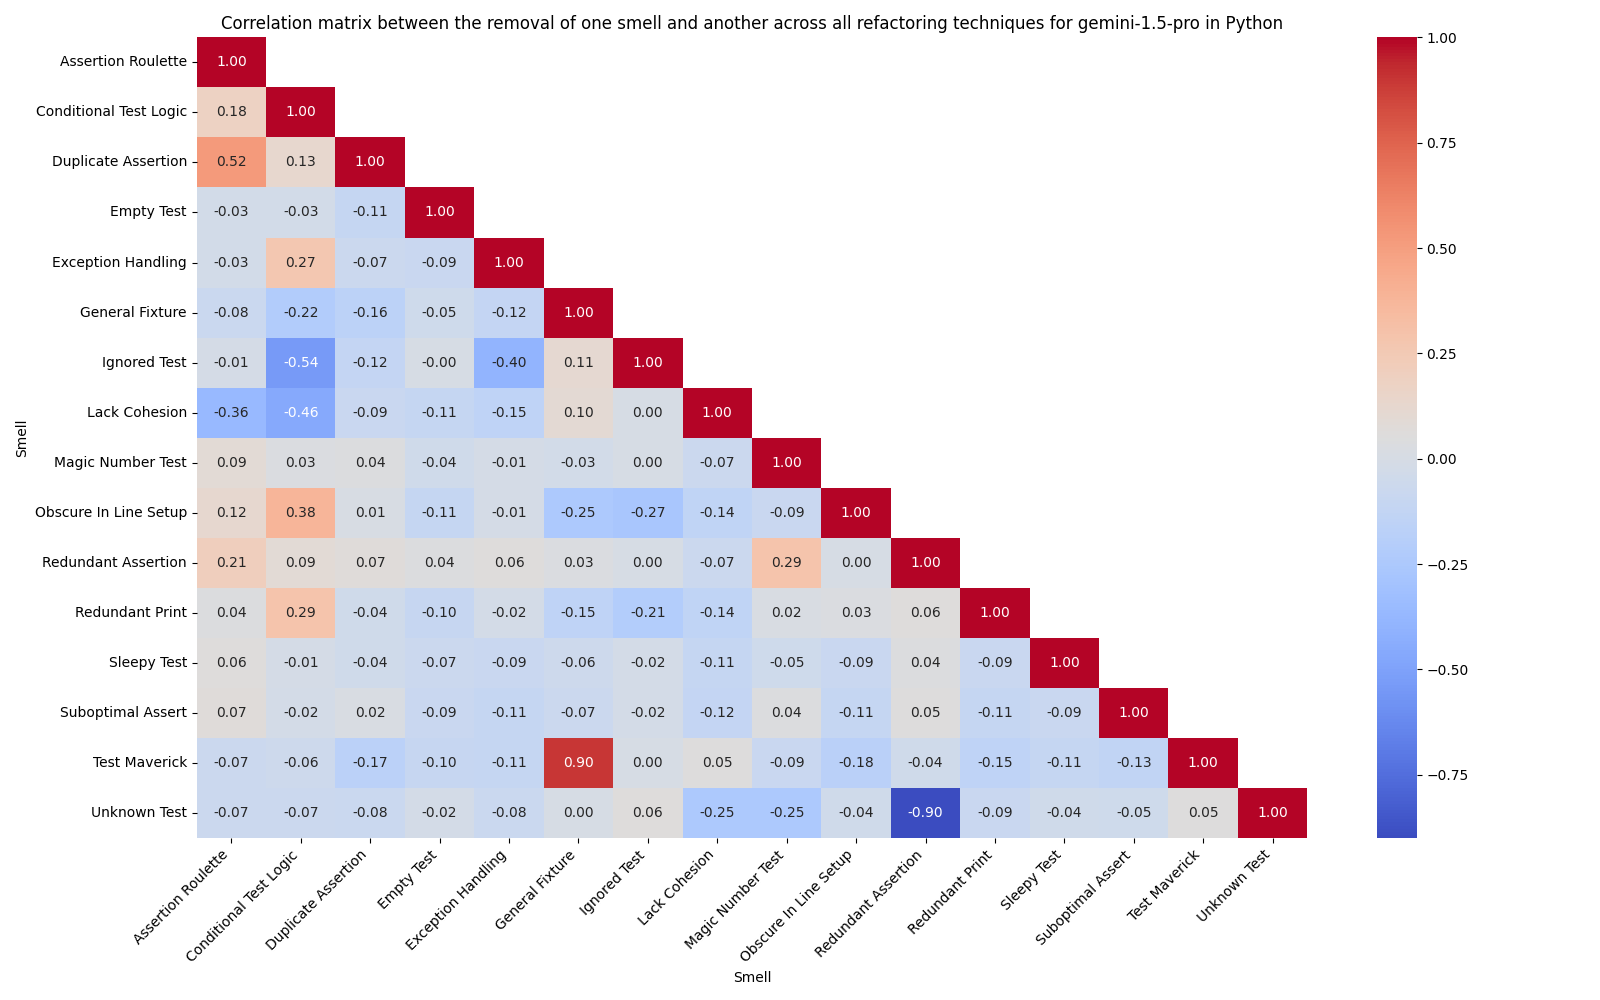 Correlation matrix between the removal of one smell and another across all refactoring techniques for gemini-1.5-pro in Python
Smell
Assertion Roulette 1.00
Conditional Test Logic 0.18 1.00
Duplicate Assertion 0.52 0.13 1.00
Empty Test -0.03 -0.03 -0.11 1.00
Exception Handling -0.03 0.27 -0.07 -0.09 1.00
General Fixture -0.08 -0.22 -0.16 -0.05 -0.12 1.00
Ignored Test -0.01 -0.54 -0.12 -0.00 -0.40 0.11 1.00
Lack Cohesion -0.36 -0.46 -0.09 -0.11 -0.15 0.10 0.00 1.00
Magic Number Test 0.09 0.03 0.04 -0.04 -0.01 -0.03 0.00 -0.07 1.00
Obscure In Line Setup 0.12 0.38 0.01 -0.11 -0.01 -0.25 -0.27 -0.14 -0.09 1.00
Redundant Assertion 0.21 0.09 0.07 0.04 0.06 0.03 0.00 -0.07 0.29 0.00 1.00
Redundant Print 0.04 0.29 -0.04 -0.10 -0.02 -0.15 -0.21 -0.14 0.02 0.03 0.06 1.00
Sleepy Test 0.06 -0.01 -0.04 -0.07 -0.09 -0.06 -0.02 -0.11 -0.05 -0.09 0.04 -0.09 1.00
Suboptimal Assert 0.07 -0.02 0.02 -0.09 -0.11 -0.07 -0.02 -0.12 0.04 -0.11 0.05 -0.11 -0.09 1.00
Test Maverick -0.07 -0.06 -0.17 -0.10 -0.11 0.90 0.00 0.05 -0.09 -0.18 -0.04 -0.15 -0.11 -0.13 1.00
Unknown Test -0.07 -0.07 -0.08 -0.02 -0.08 0.00 0.06 -0.25 -0.25 -0.04 -0.90 -0.09 -0.04 -0.05 0.05 1.00
Assertion Roulette
Conditional Test Logic
Duplicate Assertion
Empty Test
Exception Handling
General Fixture
Ignored Test
Lack Cohesion
Magic Number Test
Obscure In Line Setup
Redundant Assertion
Redundant Print
Sleepy Test
Suboptimal Assert
Test Maverick
Unknown Test
Smell
1.00
0.75
0.50
0.25
0.00
−0.25
−0.50
−0.75